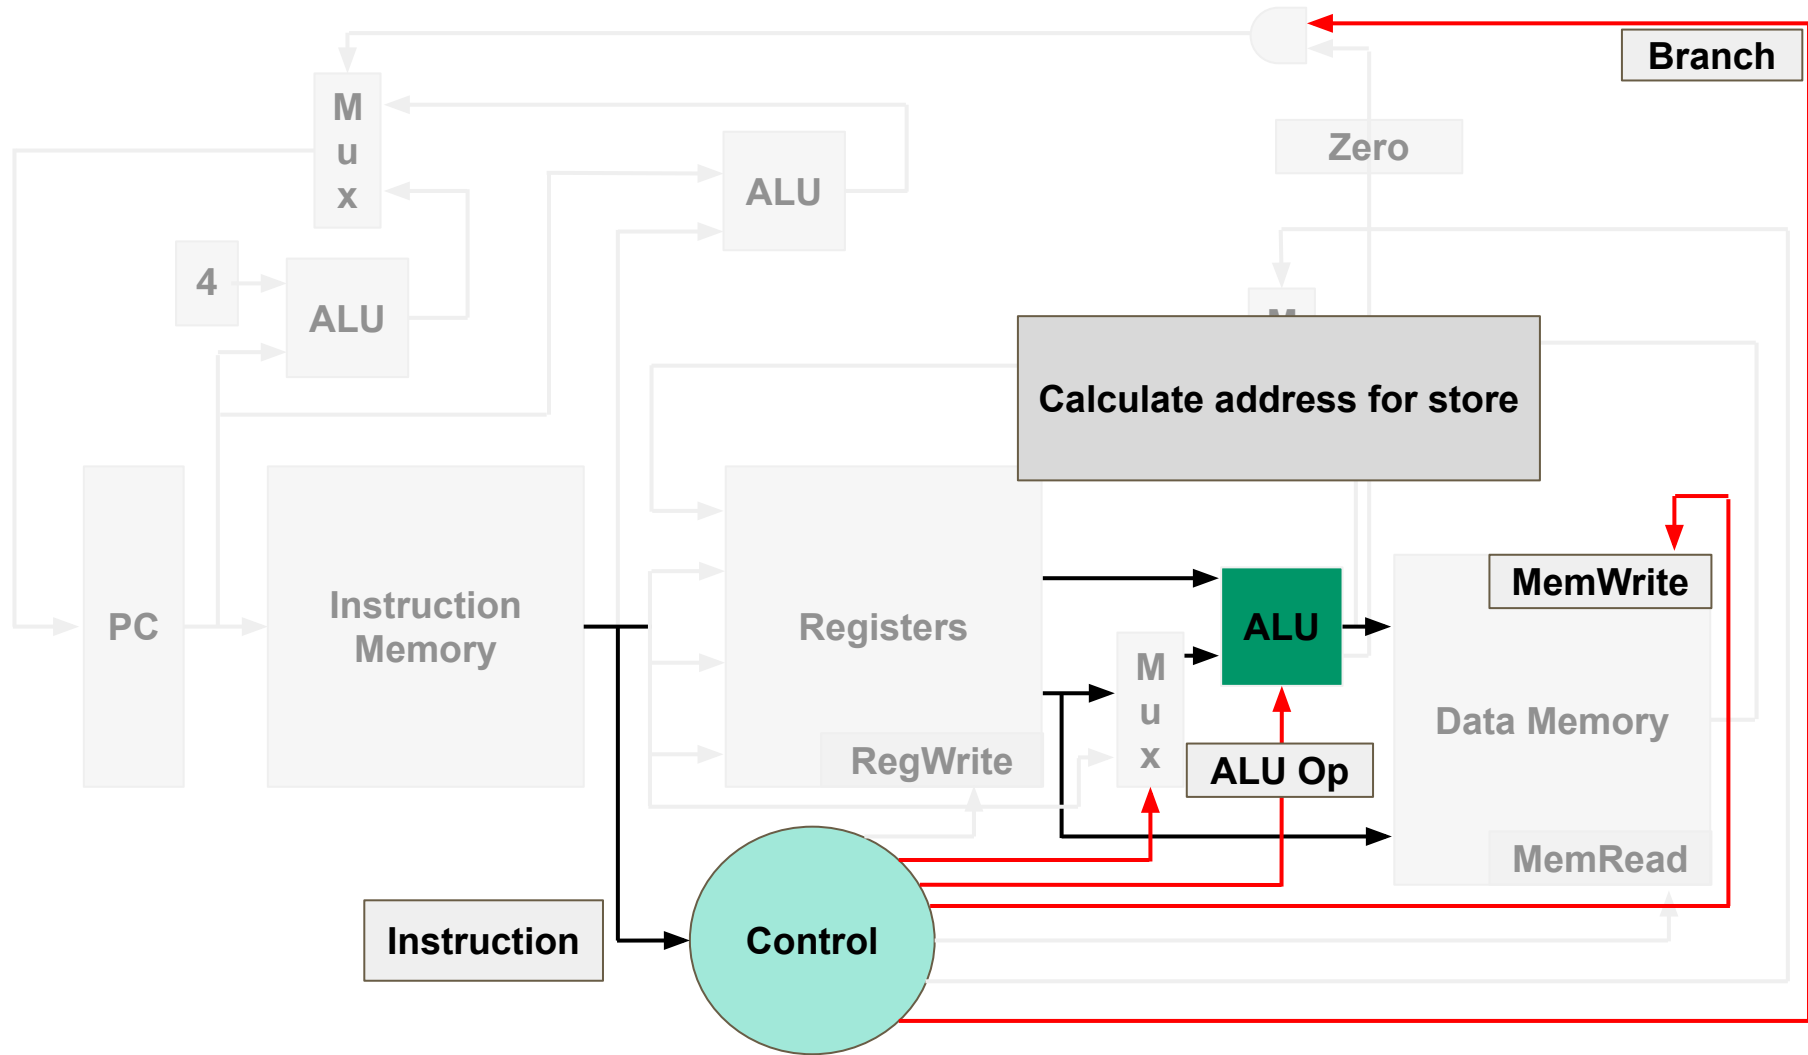 Branch
M
u
x
Zero
ALU
4
ALU
M
Calculate address for store
MemWrite
PC
Instruction
Memory
Registers
ALU
M
u
x
Data Memory
RegWrite
ALU Op
MemRead
Instruction
Control